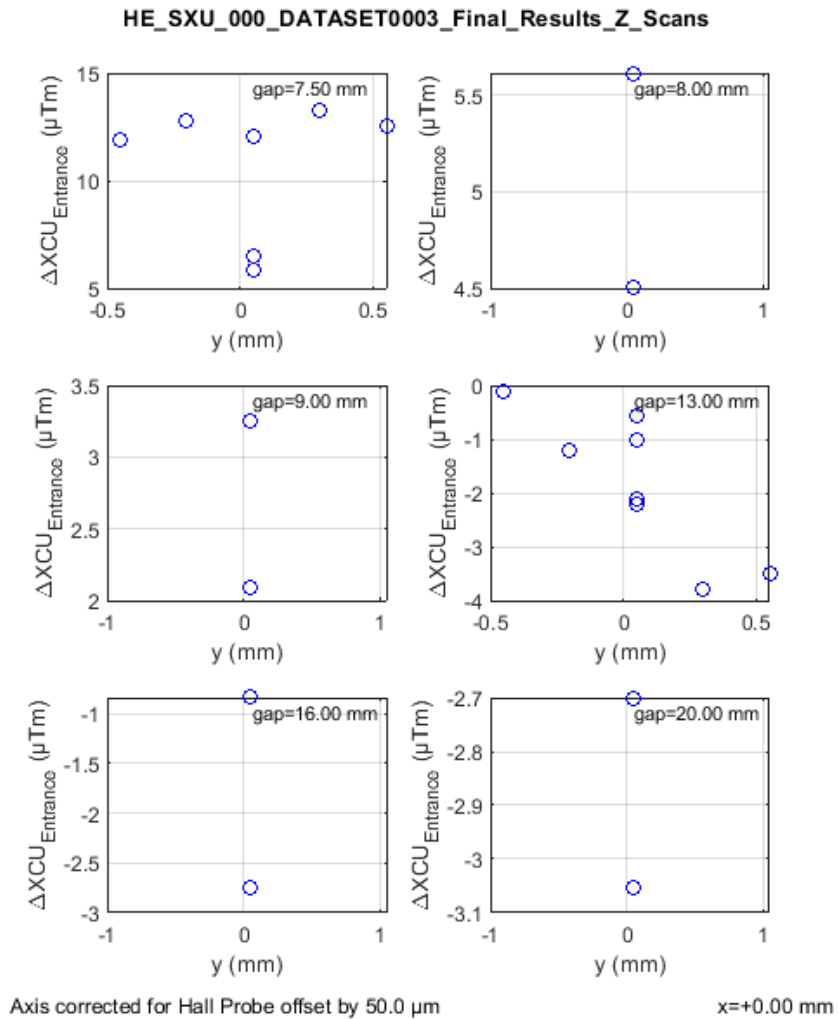 HE_SXU_000_DATASET0003_Final_Results_Z_Scans
gap=7.50 mm
ΔXCU_Entrance (µTm)
15
10
5
-0.5
0
0.5
y (mm)
gap=8.00 mm
ΔXCU_Entrance (µTm)
5.5
5
4.5
-1
0
1
y (mm)
gap=9.00 mm
ΔXCU_Entrance (µTm)
3.5
3
2.5
2
-1
0
1
y (mm)
gap=13.00 mm
ΔXCU_Entrance (µTm)
0
-1
-2
-3
-4
-0.5
0
0.5
y (mm)
gap=16.00 mm
ΔXCU_Entrance (µTm)
-1
-1.5
-2
-2.5
-3
-1
0
1
y (mm)
gap=20.00 mm
ΔXCU_Entrance (µTm)
-2.7
-2.8
-2.9
-3
-3.1
-1
0
1
y (mm)
Axis corrected for Hall Probe offset by 50.0 µm
x=+0.00 mm